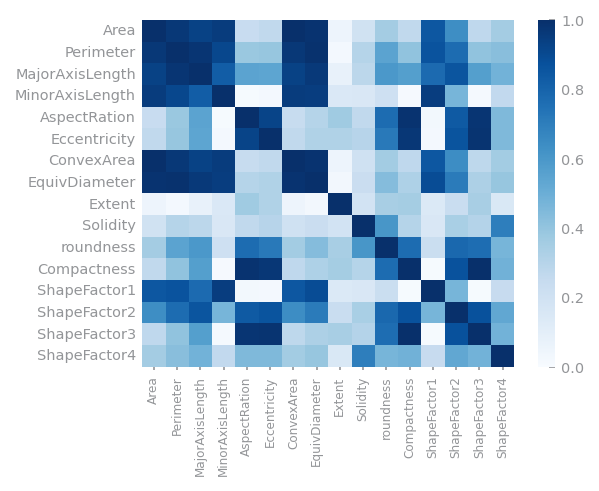 Area
Perimeter
MajorAxisLength
MinorAxisLength
AspectRation
Eccentricity
ConvexArea
EquivDiameter
Extent
Solidity
roundness
Compactness
ShapeFactor1
ShapeFactor2
ShapeFactor3
ShapeFactor4
1.0
0.8
0.6
0.4
0.2
0.0
Area
Perimeter
MajorAxisLength
MinorAxisLength
AspectRation
Eccentricity
ConvexArea
EquivDiameter
Extent
Solidity
roundness
Compactness
ShapeFactor1
ShapeFactor2
ShapeFactor3
ShapeFactor4